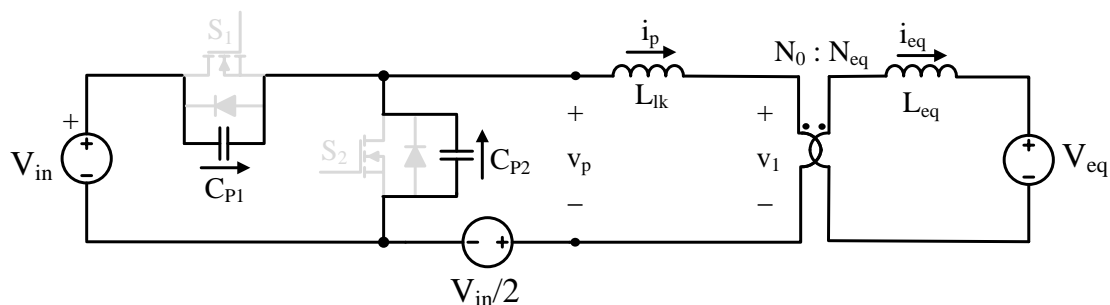 S1
ip
N0 : Neq
ieq
+
Llk
+
+
Leq
Vin
S2
CP2
vp
v1
Veq
CP1
−
−
Vin/2